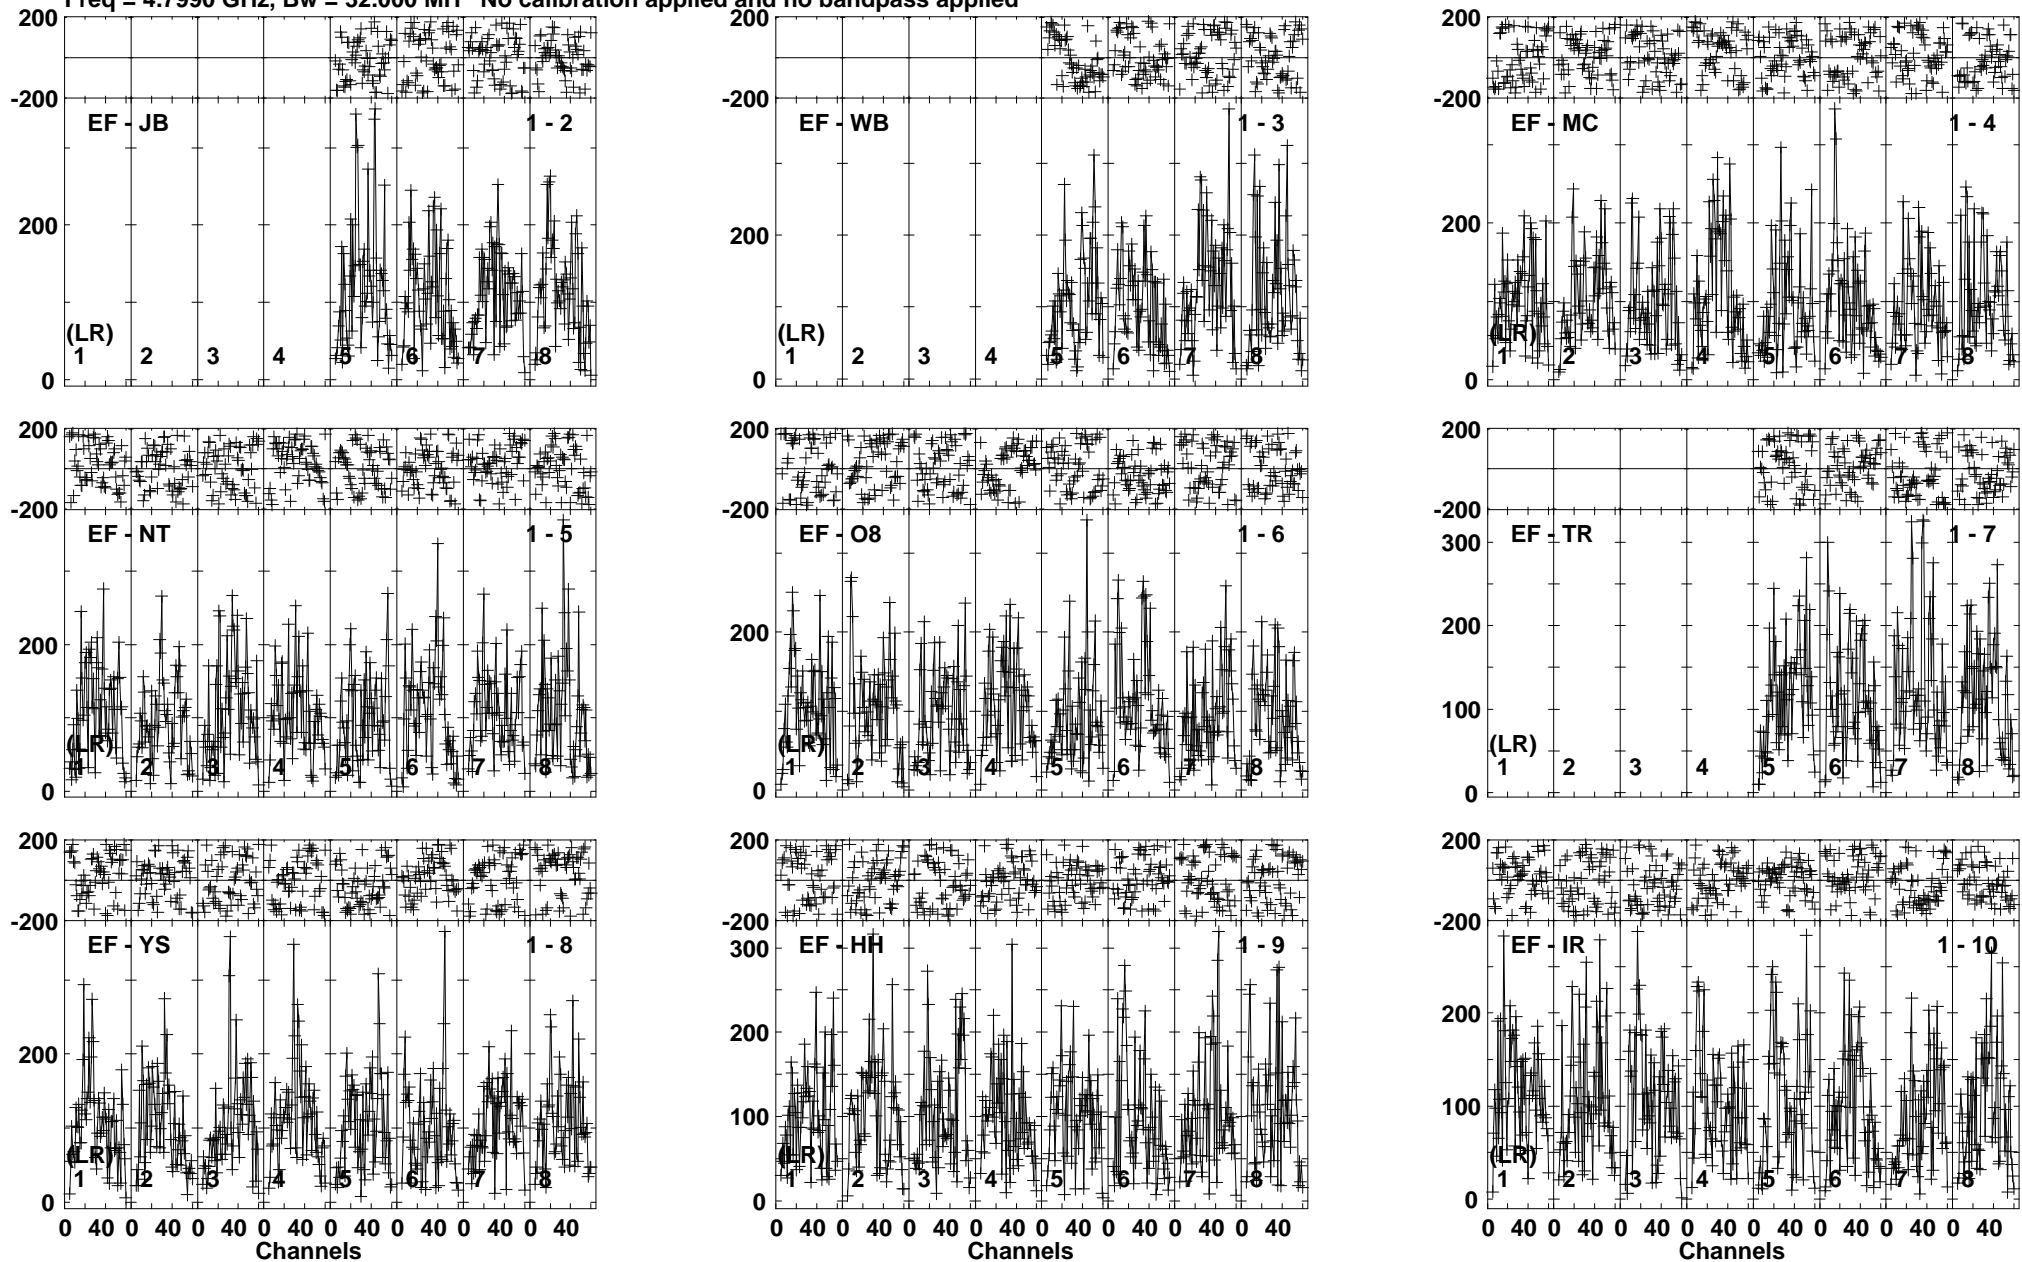 Freq = 4.7990 GHz, Bw = 32.000 MH No calibration applied and no bandpass applied
200 200 200
-200 -200 -200
EF - JB 1 - 2 EF - WB 1 - 3 EF - MC 1 - 4
200 200 200
(LR) (LR) (LR)
1 2 3 4 5 6 7 8 1 2 3 4 5 6 7 8 1 2 3 4 5 6 7 8
0 0 0
200 200 200
-200 -200 -200
EF - NT 1 - 5 EF - O8 1 - 6 EF - TR 1 - 7
300
200 200 200
100
(LR) (LR) (LR)
1 2 3 4 5 6 7 8 1 2 3 4 5 6 7 8 1 2 3 4 5 6 7 8
0 0 0
200 200 200
-200 -200 -200
EF - YS 1 - 8 EF - HH 1 - 9 EF - IR 1 - 10
300
200 200 200
100 100
(LR) (LR) (LR)
1 2 3 4 5 6 7 8 1 2 3 4 5 6 7 8 1 2 3 4 5 6 7 8
0 0 0
0 40 0 40 0 40 0 40 0 40 0 40 0 40 0 40 0 40 0 40 0 40 0 40 0 40 0 40 0 40 0 40 0 40 0 40 0 40 0 40 0 40 0 40 0 40 0 40
Channels Channels Channels